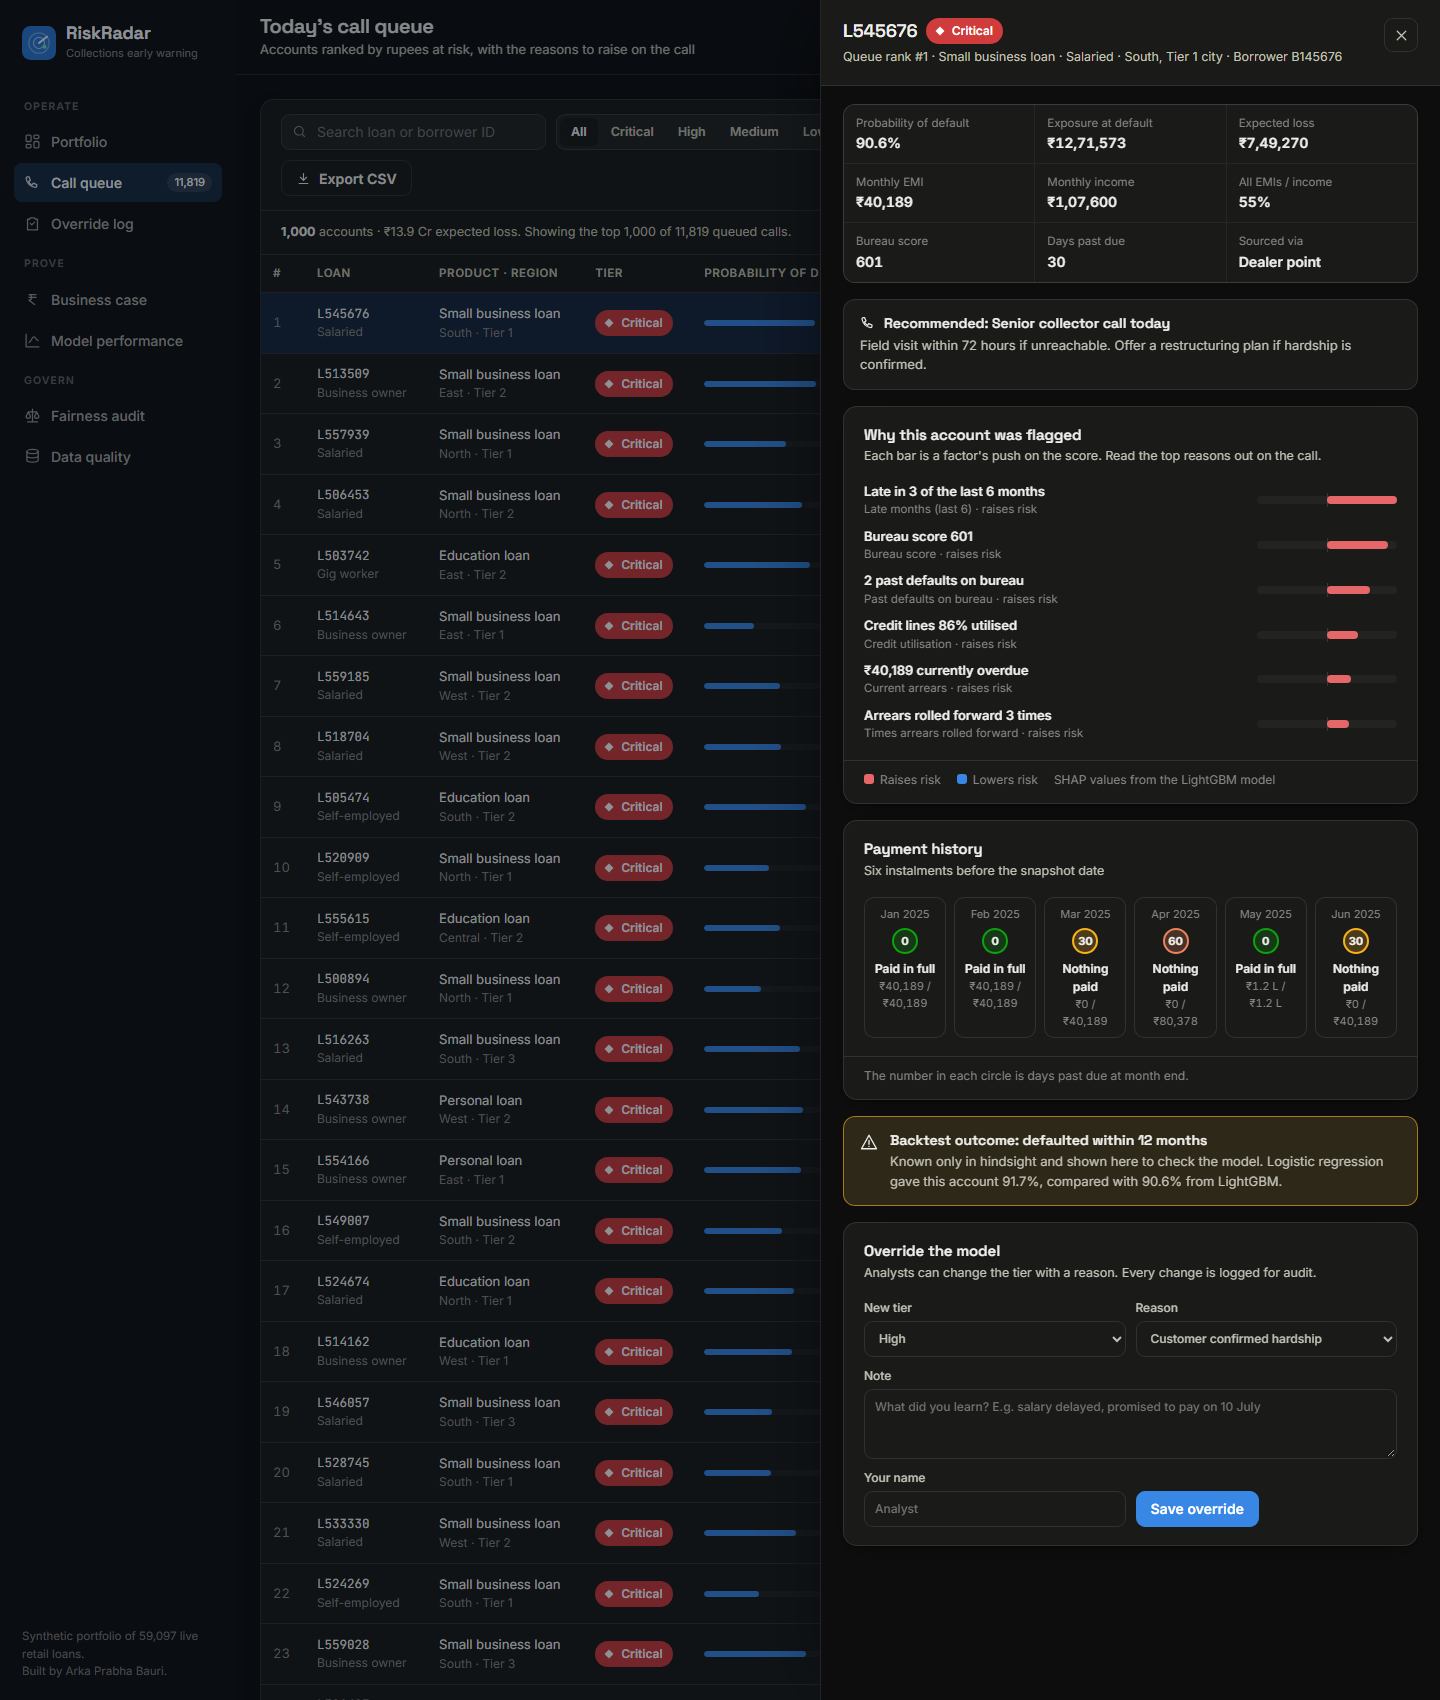 RiskRadar
Collections early warning
OPERATE
Portfolio
Call queue 11,819
Override log
PROVE
Business case
Model performance
GOVERN
Fairness audit
Data quality
Synthetic portfolio of 59,097 live
retail loans.
Built by Arka Prabha Bauri.
Today's call queue
Accounts ranked by rupees at risk, with the reasons to raise on the call
Search loan or borrower ID
All Critical High Medium Lo
Export CSV
1,000 accounts · ₹13.9 Cr expected loss. Showing the top 1,000 of 11,819 queued calls.
# LOAN PRODUCT · REGION TIER PROBABILITY OF D
1 L545676 Small business loan Critical
Salaried South · Tier 1
2 L513509 Small business loan Critical
Business owner East · Tier 2
3 L557939 Small business loan Critical
Salaried North · Tier 1
4 L506453 Small business loan Critical
Salaried North · Tier 2
5 L503742 Education loan Critical
Gig worker East · Tier 2
6 L514643 Small business loan Critical
Business owner East · Tier 1
7 L559185 Small business loan Critical
Salaried West · Tier 2
8 L518704 Small business loan Critical
Salaried West · Tier 2
9 L505474 Education loan Critical
Self-employed South · Tier 2
10 L520909 Small business loan Critical
Self-employed North · Tier 1
11 L555615 Education loan Critical
Self-employed Central · Tier 2
12 L500894 Small business loan Critical
Business owner North · Tier 1
13 L516263 Small business loan Critical
Salaried South · Tier 3
14 L543738 Personal loan Critical
Business owner West · Tier 2
15 L554166 Personal loan Critical
Business owner East · Tier 1
16 L549007 Small business loan Critical
Self-employed South · Tier 2
17 L524674 Education loan Critical
Salaried North · Tier 1
18 L514162 Education loan Critical
Business owner West · Tier 1
19 L546057 Small business loan Critical
Salaried South · Tier 3
20 L528745 Small business loan Critical
Salaried South · Tier 1
21 L533330 Small business loan Critical
Salaried West · Tier 2
22 L524269 Small business loan Critical
Self-employed South · Tier 1
23 L559028 Small business loan Critical
Business owner South · Tier 3
L545676 Critical
Queue rank #1 · Small business loan · Salaried · South, Tier 1 city · Borrower B145676
Probability of default Exposure at default Expected loss
90.6% ₹12,71,573 ₹7,49,270
Monthly EMI Monthly income All EMIs / income
₹40,189 ₹1,07,600 55%
Bureau score Days past due Sourced via
601 30 Dealer point
Recommended: Senior collector call today
Field visit within 72 hours if unreachable. Offer a restructuring plan if hardship is
confirmed.
Why this account was flagged
Each bar is a factor's push on the score. Read the top reasons out on the call.
Late in 3 of the last 6 months
Late months (last 6) · raises risk
Bureau score 601
Bureau score · raises risk
2 past defaults on bureau
Past defaults on bureau · raises risk
Credit lines 86% utilised
Credit utilisation · raises risk
₹40,189 currently overdue
Current arrears · raises risk
Arrears rolled forward 3 times
Times arrears rolled forward · raises risk
Raises risk Lowers risk SHAP values from the LightGBM model
Payment history
Six instalments before the snapshot date
Jan 2025 Feb 2025 Mar 2025 Apr 2025 May 2025 Jun 2025
0 0 30 60 0 30
Paid in full Paid in full Nothing Nothing Paid in full Nothing
₹40,189 / ₹40,189 / paid paid ₹1.2 L / paid
₹40,189 ₹40,189 ₹0 / ₹0 / ₹1.2 L ₹0 /
₹40,189 ₹80,378 ₹40,189
The number in each circle is days past due at month end.
Backtest outcome: defaulted within 12 months
Known only in hindsight and shown here to check the model. Logistic regression
gave this account 91.7%, compared with 90.6% from LightGBM.
Override the model
Analysts can change the tier with a reason. Every change is logged for audit.
New tier Reason
High Customer confirmed hardship
Note
What did you learn? E.g. salary delayed, promised to pay on 10 July
Your name
Analyst Save override